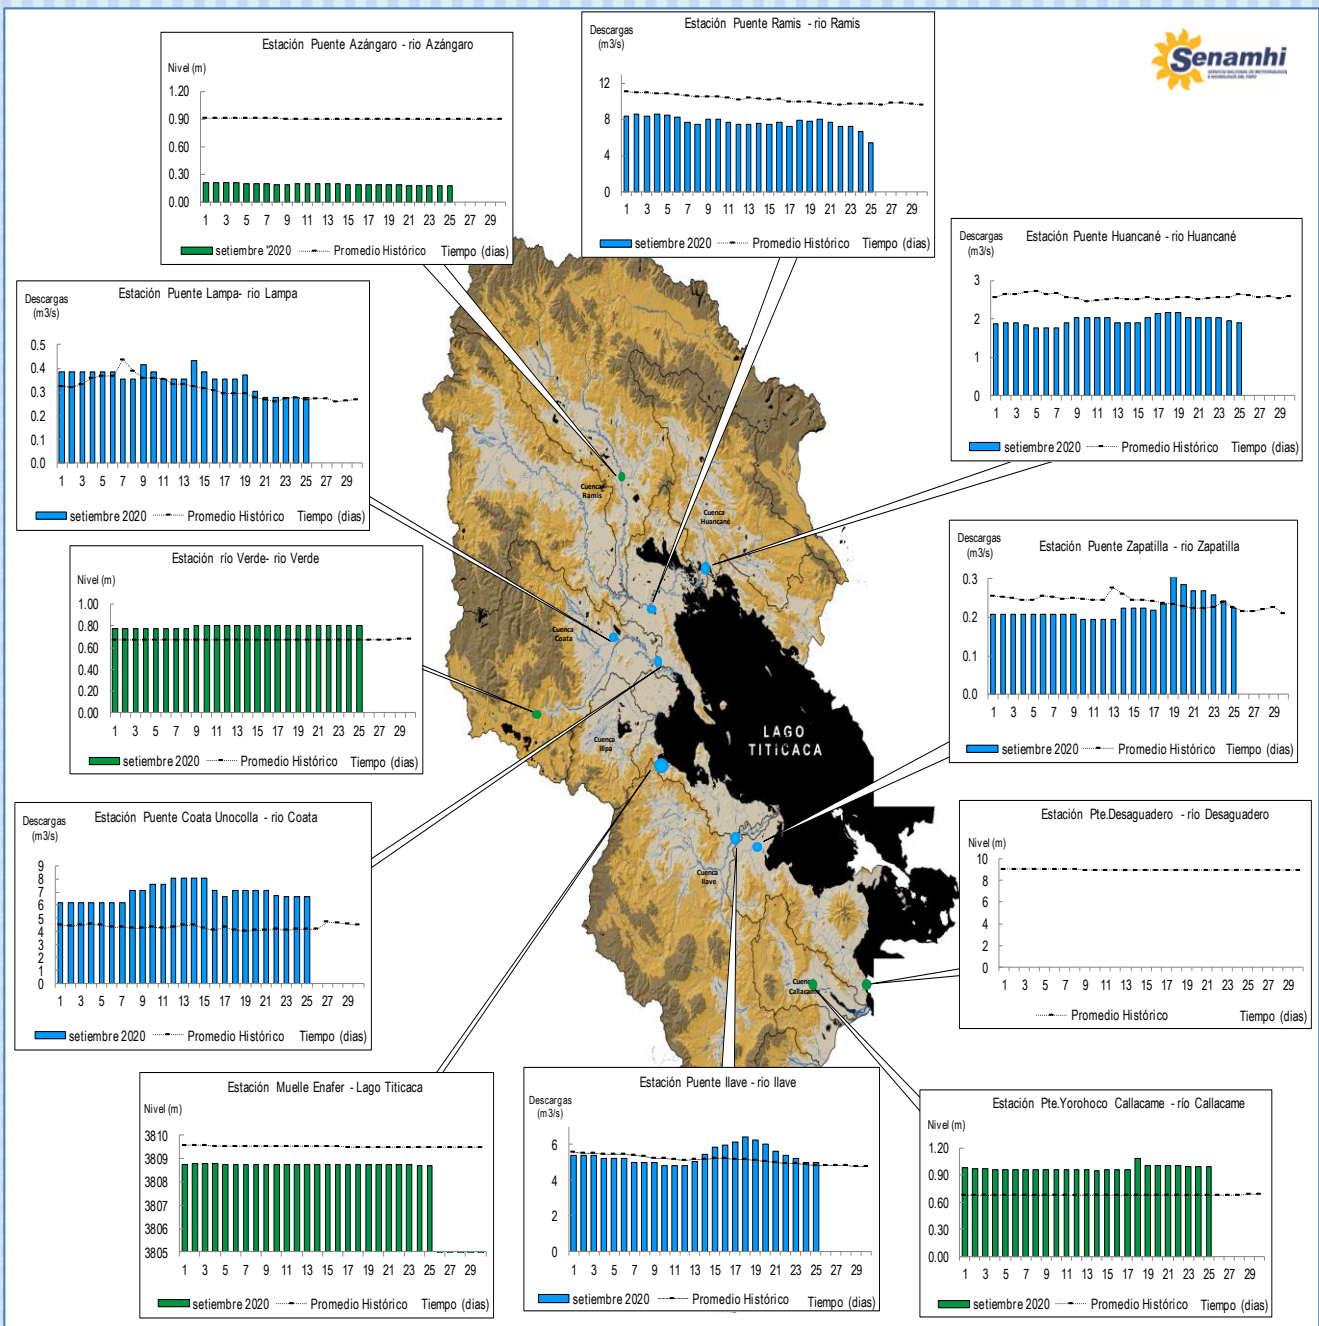 Estación Puente Azángaro - rio Azángaro
Nivel (m)
1.20
0.90
0.60
0.30
0.00
1 3 5 7 9 11 13 15 17 19 21 23 25 27 29
setiembre '2020 Promedio Histórico Tiempo (dias)
Estación Puente Ramis - rio Ramis
Descargas
(m3/s)
12
8
4
0
1 3 5 7 9 11 13 15 17 19 21 23 25 27 29
setiembre 2020 Promedio Histórico Tiempo (dias)
Senamhi
Estación Puente Huancané - rio Huancané
Descargas
(m3/s)
3
2
1
0
1 3 5 7 9 11 13 15 17 19 21 23 25 27 29
setiembre 2020 Promedio Histórico Tiempo (dias)
Estación Puente Lampa- rio Lampa
Descargas
(m3/s)
0.5
0.4
0.3
0.2
0.1
0.0
1 3 5 7 9 11 13 15 17 19 21 23 25 27 29
setiembre 2020 Promedio Histórico Tiempo (dias)
Cuenca
Ramis
Cuenca
Huancané
Estación Puente Zapatilla - rio Zapatilla
Descargas
(m3/s)
0.3
0.2
0.1
0.0
1 3 5 7 9 11 13 15 17 19 21 23 25 27 29
setiembre 2020 Promedio Histórico Tiempo (dias)
Estación río Verde- rio Verde
Nivel (m)
1.00
0.80
0.60
0.40
0.20
0.00
1 3 5 7 9 11 13 15 17 19 21 23 25 27 29
setiembre 2020 Promedio Histórico Tiempo (dias)
Cuenca
Coata
Cuenca
Illpa
LAGO
TITICACA
Estación Puente Coata Unocolla - rio Coata
Descargas
(m3/s)
9
8
7
6
5
4
3
2
1
0
1 3 5 7 9 11 13 15 17 19 21 23 25 27 29
setiembre 2020 Promedio Histórico Tiempo (dias)
Cuenca
Ilave
Cuenca
Callacame
Estación Pte.Desaguadero - río Desaguadero
Nivel (m)
10
8
6
4
2
0
1 3 5 7 9 11 13 15 17 19 21 23 25 27 29
Promedio Histórico Tiempo (dias)
Estación Muelle Enafer - Lago Titicaca
Nivel (m)
3810
3809
3808
3807
3806
3805
1 3 5 7 9 11 13 15 17 19 21 23 25 27 29
setiembre 2020 Promedio Histórico Tiempo (dias)
Estación Puente Ilave - rio Ilave
Descargas
(m3/s)
6
4
2
0
1 3 5 7 9 11 13 15 17 19 21 23 25 27 29
setiembre 2020 Promedio Histórico Tiempo (dias)
Estación Pte.Yorohoco Callacame - río Callacame
Nivel (m)
1.20
0.90
0.60
0.30
0.00
1 3 5 7 9 11 13 15 17 19 21 23 25 27 29
setiembre 2020 Promedio Histórico Tiempo (dias)